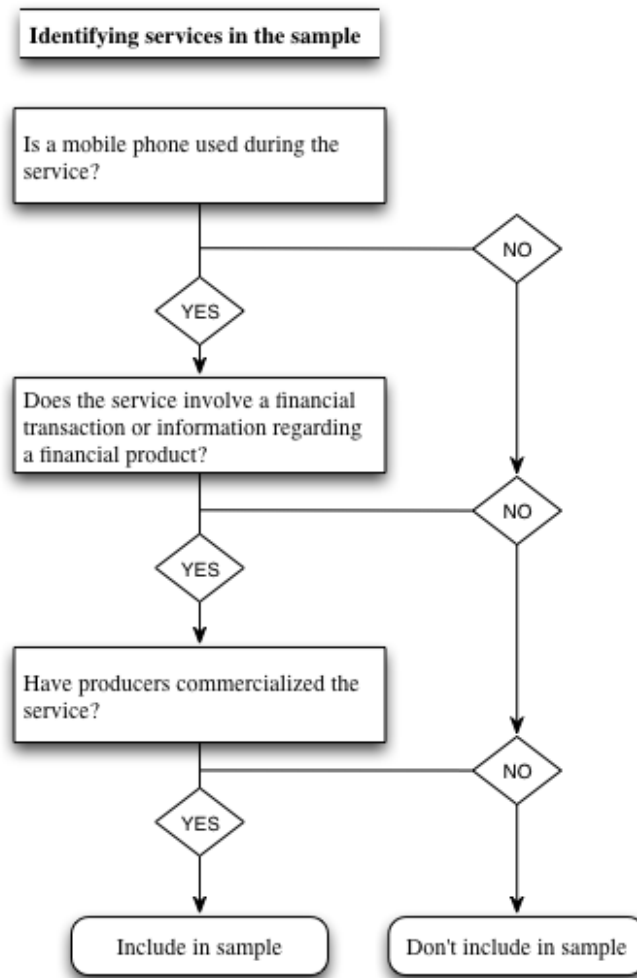 Identifying services in the sample
Is a mobile phone used during the
service?
NO
YES
Does the service involve a financial
transaction or information regarding
a financial product?
NO
YES
Have producers commercialized the
service?
NO
YES
Include in sample
Don't include in sample